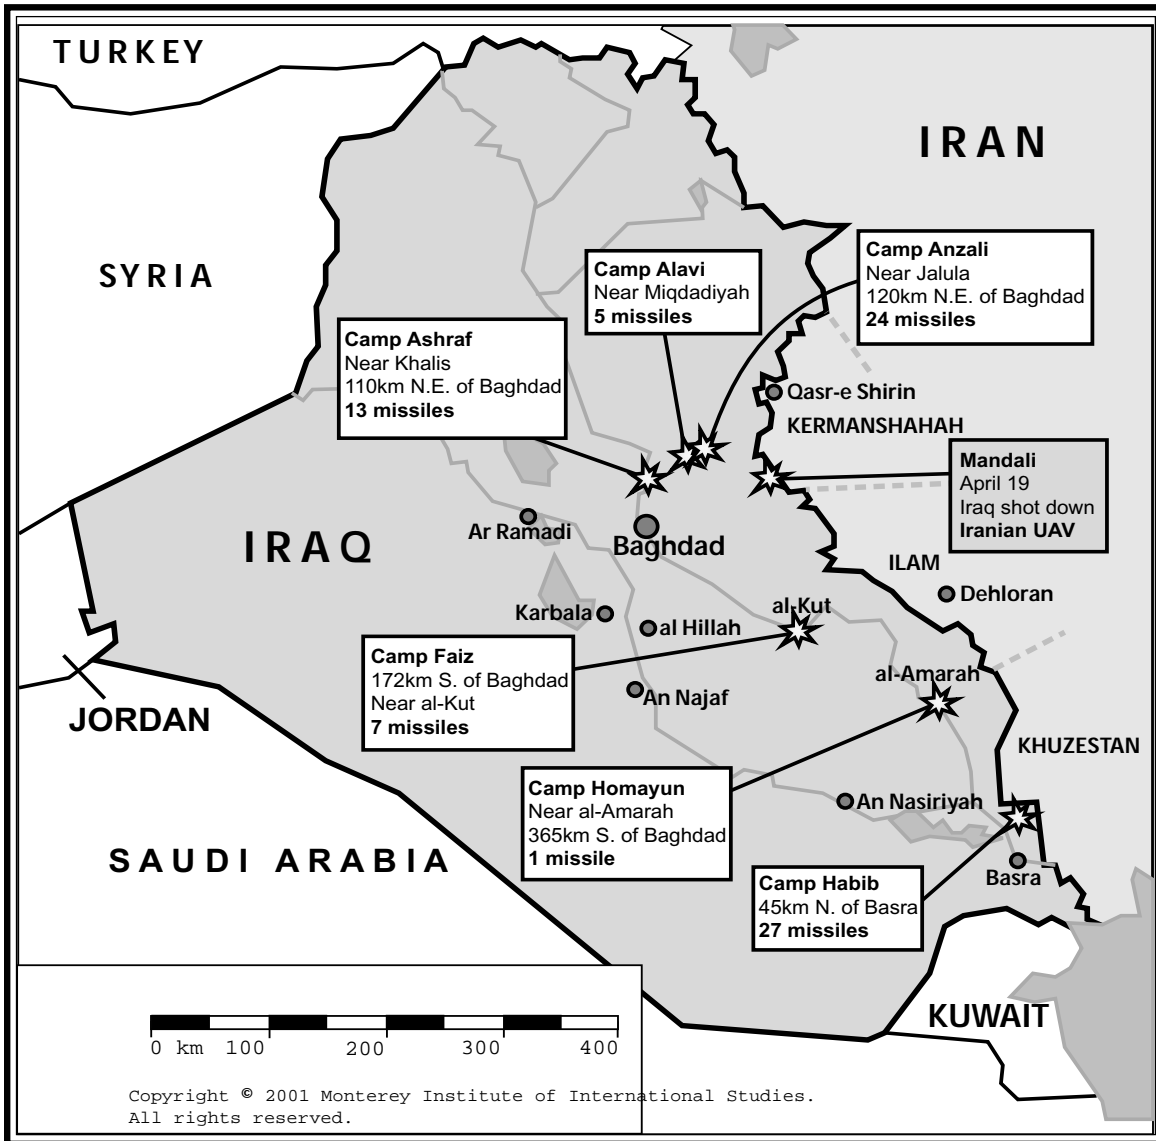 TURKEY
IRAN
SYRIA
Camp Alavi
Near Miqdadiyah
5 missiles
Camp Anzali
Near Jalula
120km N.E. of Baghdad
24 missiles
Camp Ashraf
Near Khalis
110km N.E. of Baghdad
13 missiles
Qasr-e Shirin
KERMANSHAHAH
Mandali
April 19
Iraq shot down
Iranian UAV
IRAQ
Ar Ramadi
Baghdad
ILAM
Dehloran
Karbala
al Hillah
al-Kut
Camp Faiz
172km S. of Baghdad
Near al-Kut
7 missiles
An Najaf
al-Amarah
JORDAN
KHUZESTAN
Camp Homayun
Near al-Amarah
365km S. of Baghdad
1 missile
An Nasiriyah
SAUDI ARABIA
Basra
Camp Habib
45km N. of Basra
27 missiles
KUWAIT
0 km 100 200 300 400
Copyright © 2001 Monterey Institute of International Studies.
All rights reserved.